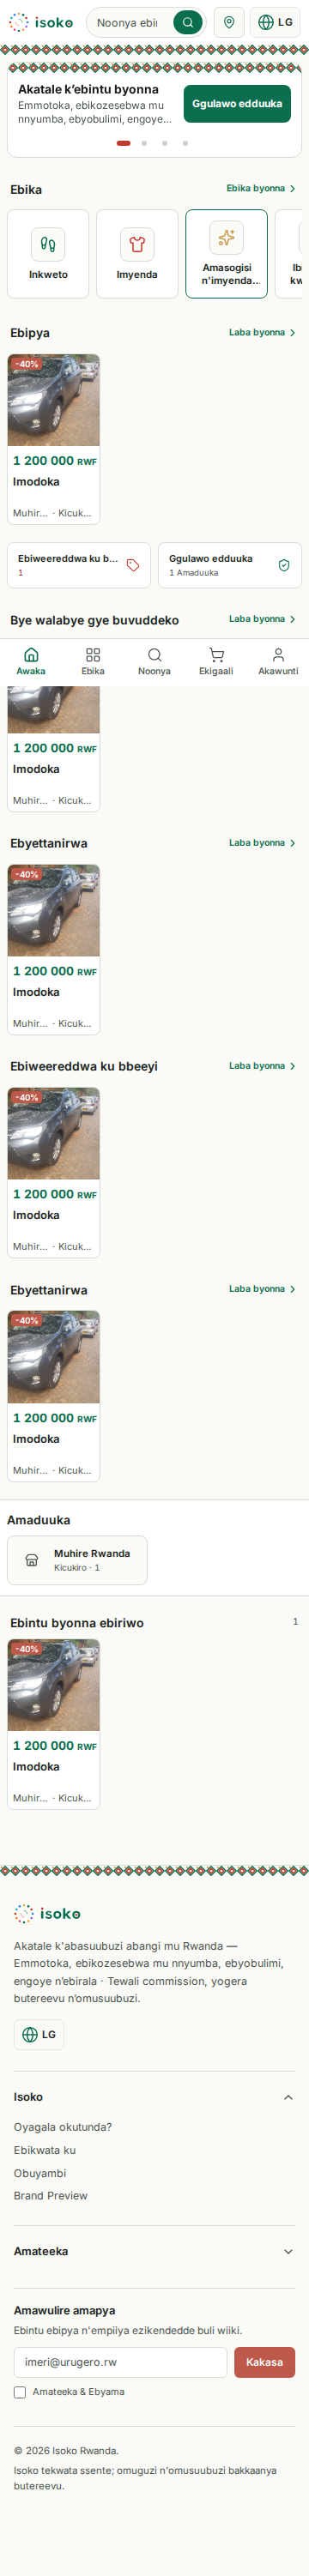 isoko
Noonya ebin
LG
Akatale k'ebintu byonna
Emmotoka, ebikozesebwa mu
nnyumba, ebyobulimi, engoye...
Ggulawo edduuka
Ebika
Ebika byonna
Inkweto
Imyenda
Amasogisi
n'imyenda...
Ebipya
Laba byonna
-40%
1 200 000 RWF
Imodoka
Muhir... · Kicuk...
Ebiweereddwa ku b...
1
Ggulawo edduuka
1 Amaduuka
Bye walabye gye buvuddeko
Laba byonna
Awaka
Ebika
Noonya
Ekigaali
Akawunti
1 200 000 RWF
Imodoka
Muhir... · Kicuk...
Ebyettanirwa
Laba byonna
-40%
1 200 000 RWF
Imodoka
Muhir... · Kicuk...
Ebiweereddwa ku bbeeyi
Laba byonna
-40%
1 200 000 RWF
Imodoka
Muhir... · Kicuk...
Ebyettanirwa
Laba byonna
-40%
1 200 000 RWF
Imodoka
Muhir... · Kicuk...
Amaduuka
Muhire Rwanda
Kicukiro · 1
Ebintu byonna ebiriwo
1
-40%
1 200 000 RWF
Imodoka
Muhir... · Kicuk...
isoko
Akatale k'abasuubuzi abangi mu Rwanda —
Emmotoka, ebikozesebwa mu nnyumba, ebyobulimi,
engoye n'ebirala · Tewali commission, yogera
butereevu n'omusuubuzi.
LG
Isoko
Oyagala okutunda?
Ebikwata ku
Obuyambi
Brand Preview
Amateeka
Amawulire amapya
Ebintu ebipya n'empiiya ezikendedde buli wiiki.
imeri@urugero.rw
Kakasa
Amateeka & Ebyama
© 2026 Isoko Rwanda.
Isoko tekwata ssente; omuguzi n'omusuubuzi bakkaanya
butereevu.